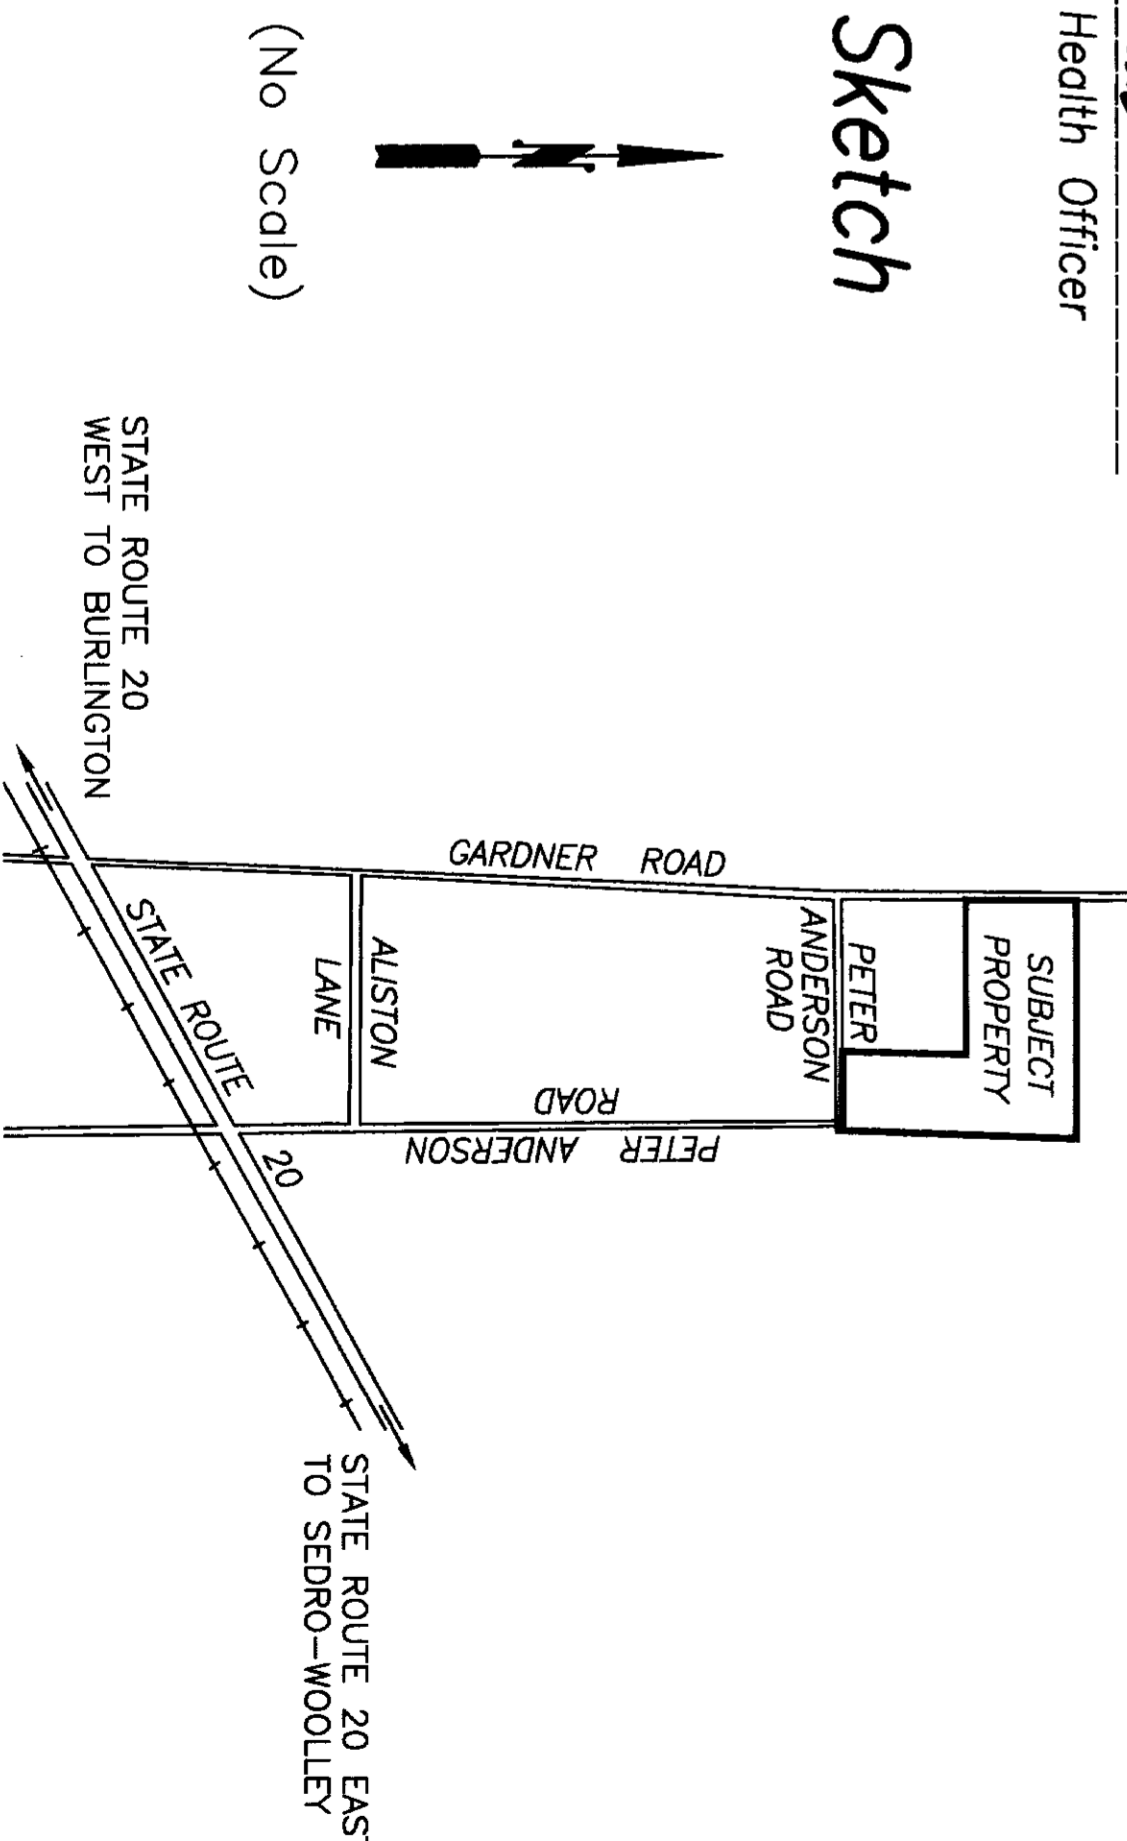 Health Officer
Sketch
(No Scale)
GARDNER ROAD
SUBJECT
PROPERTY
PETER
ANDERSON
ROAD
ALISTON
LANE
PETER ANDERSON
ROAD
STATE ROUTE 20
STATE ROUTE 20
WEST TO BURLINGTON
STATE ROUTE 20 EAST
TO SEDRO-WOOLLEY